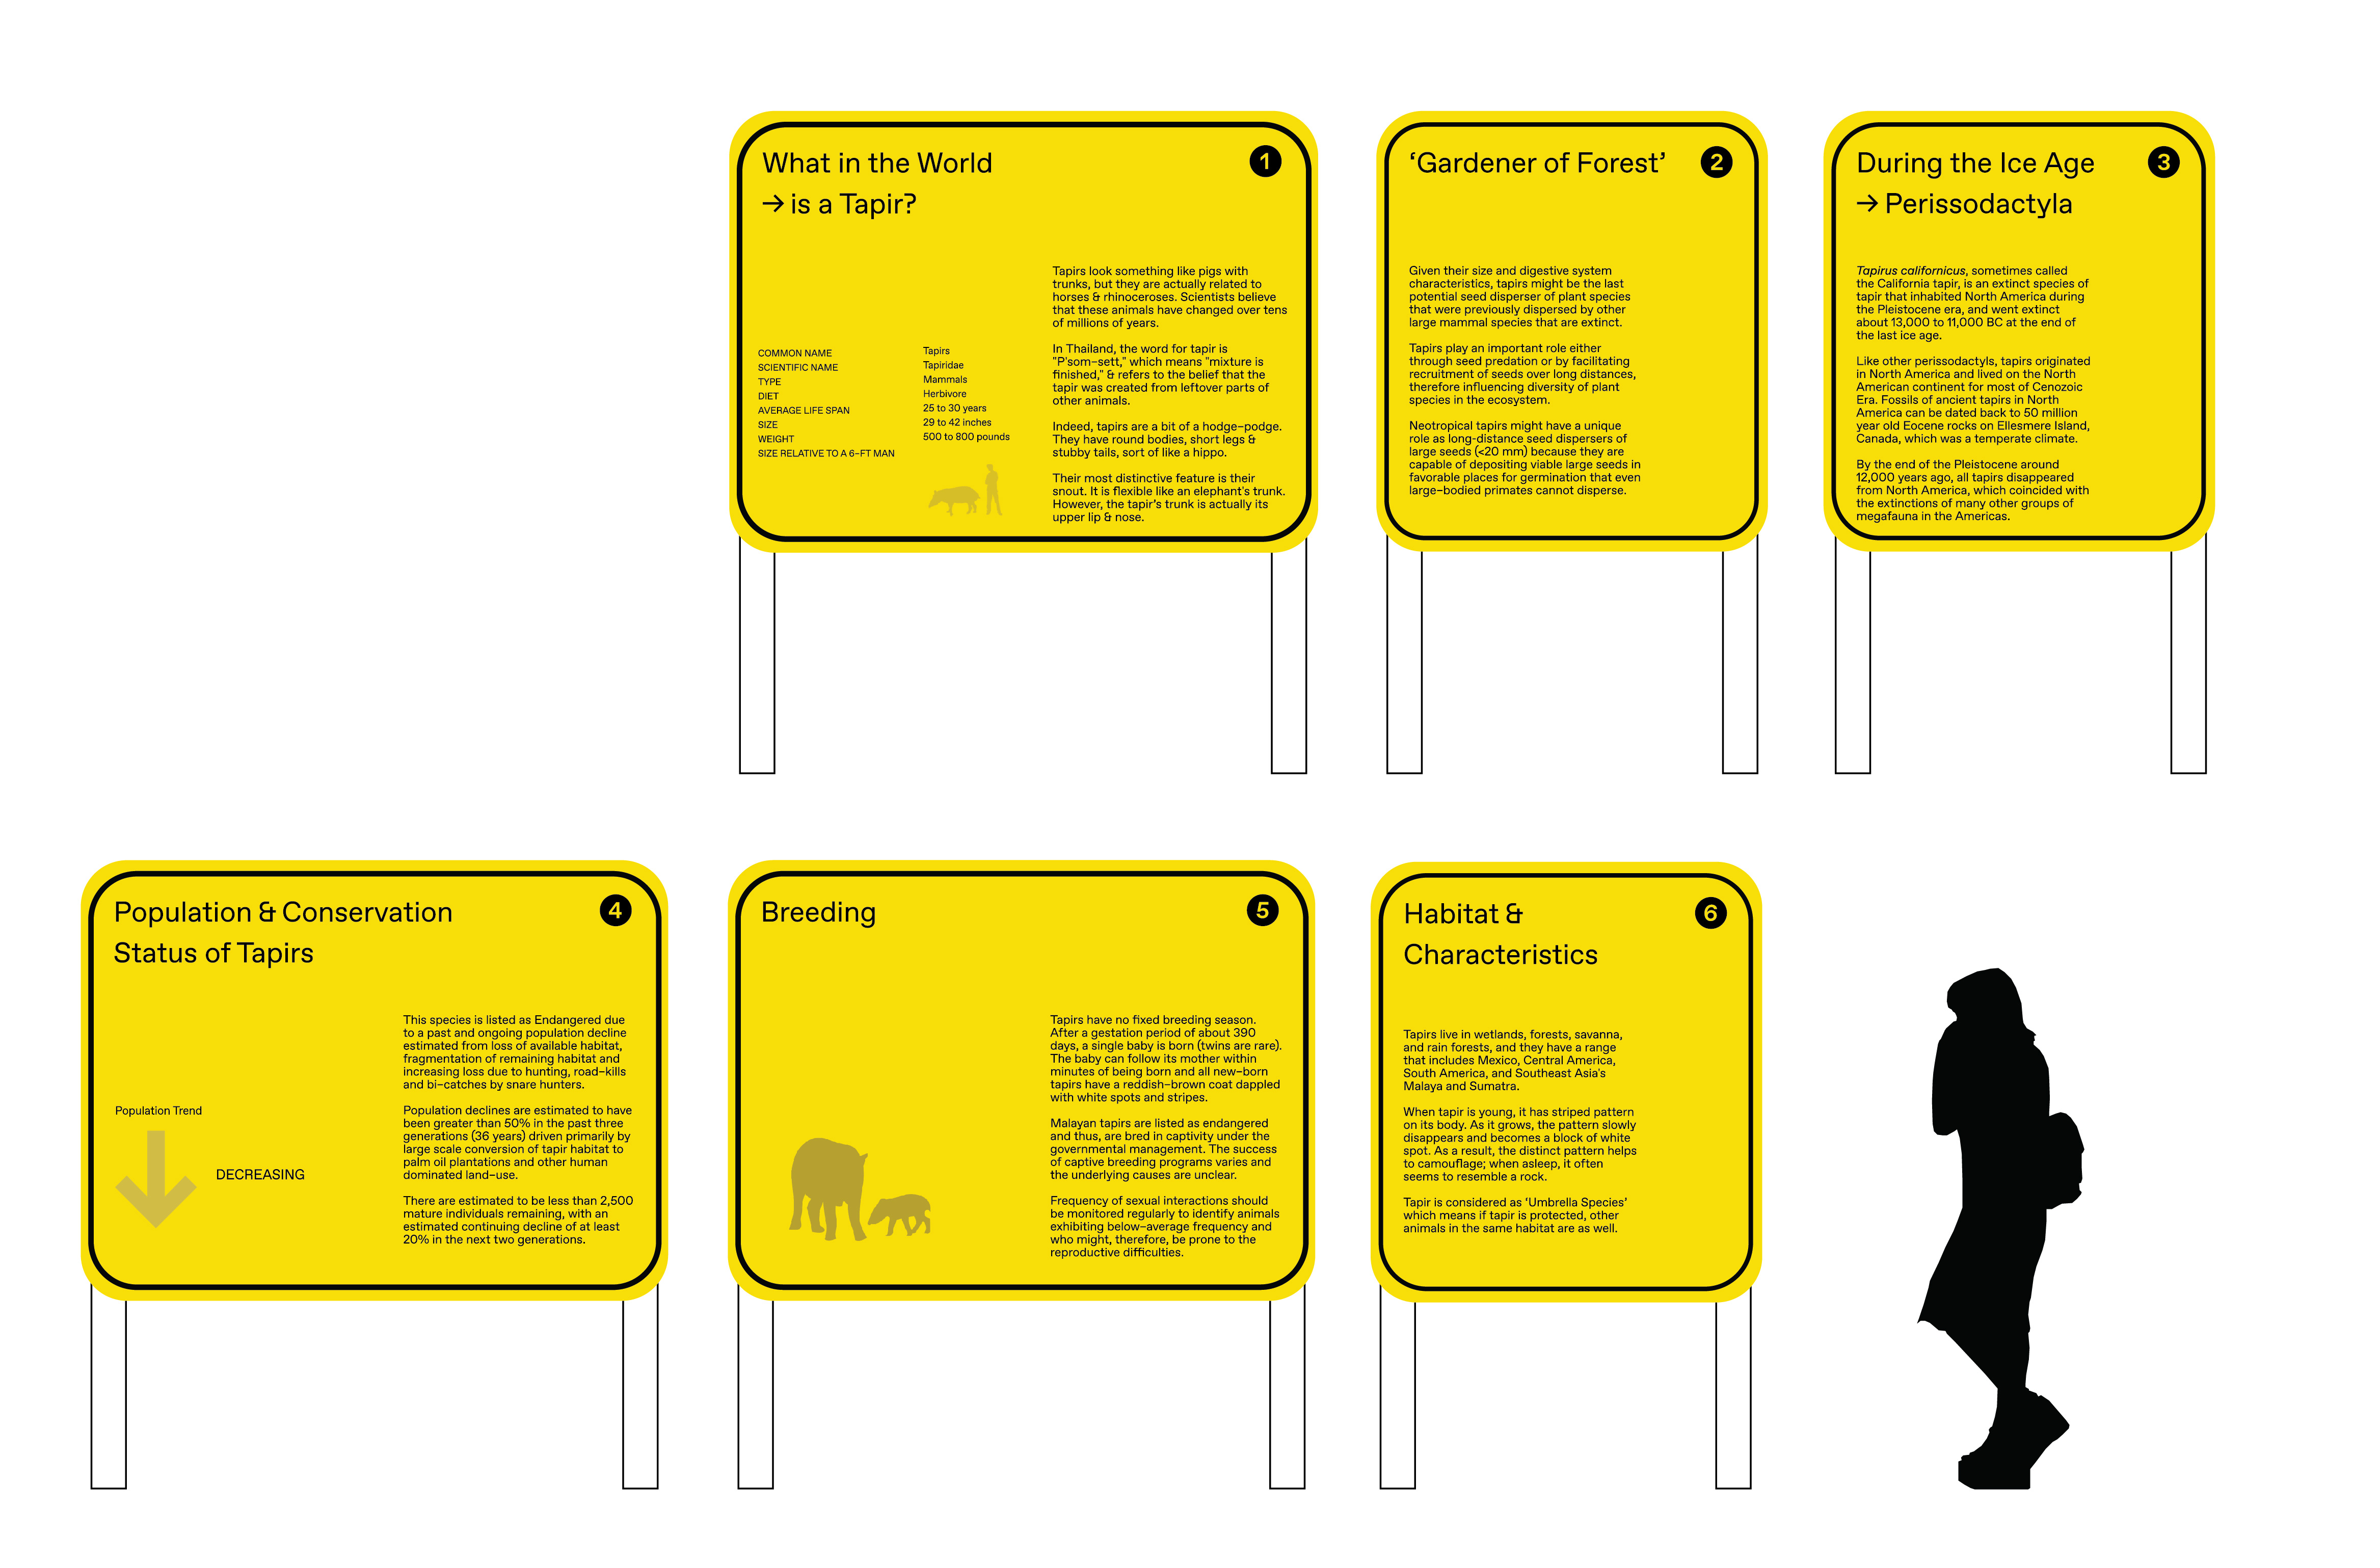 What in the World
→ is a Tapir?
1
COMMON NAME Tapirs
SCIENTIFIC NAME Tapiridae
TYPE Mammals
DIET Herbivore
AVERAGE LIFE SPAN 25 to 30 years
SIZE 29 to 42 inches
WEIGHT 500 to 800 pounds
SIZE RELATIVE TO A 6–FT MAN
Tapirs look something like pigs with
trunks, but they are actually related to
horses & rhinoceroses. Scientists believe
that these animals have changed over tens
of millions of years.
In Thailand, the word for tapir is
"P'som–sett," which means "mixture is
finished," & refers to the belief that the
tapir was created from leftover parts of
other animals.
Indeed, tapirs are a bit of a hodge–podge.
They have round bodies, short legs &
stubby tails, sort of like a hippo.
Their most distinctive feature is their
snout. It is flexible like an elephant's trunk.
However, the tapir's trunk is actually its
upper lip & nose.
‘Gardener of Forest’
2
Given their size and digestive system
characteristics, tapirs might be the last
potential seed disperser of plant species
that were previously dispersed by other
large mammal species that are extinct.
Tapirs play an important role either
through seed predation or by facilitating
recruitment of seeds over long distances,
therefore influencing diversity of plant
species in the ecosystem.
Neotropical tapirs might have a unique
role as long-distance seed dispersers of
large seeds (<20 mm) because they are
capable of depositing viable large seeds in
favorable places for germination that even
large–bodied primates cannot disperse.
During the Ice Age
→ Perissodactyla
3
Tapirus californicus, sometimes called
the California tapir, is an extinct species of
tapir that inhabited North America during
the Pleistocene era, and went extinct
about 13,000 to 11,000 BC at the end of
the last ice age.
Like other perissodactyls, tapirs originated
in North America and lived on the North
American continent for most of Cenozoic
Era. Fossils of ancient tapirs in North
America can be dated back to 50 million
year old Eocene rocks on Ellesmere Island,
Canada, which was a temperate climate.
By the end of the Pleistocene around
12,000 years ago, all tapirs disappeared
from North America, which coincided with
the extinctions of many other groups of
megafauna in the Americas.
Population & Conservation
Status of Tapirs
4
Population Trend
DECREASING
This species is listed as Endangered due
to a past and ongoing population decline
estimated from loss of available habitat,
fragmentation of remaining habitat and
increasing loss due to hunting, road–kills
and bi–catches by snare hunters.
Population declines are estimated to have
been greater than 50% in the past three
generations (36 years) driven primarily by
large scale conversion of tapir habitat to
palm oil plantations and other human
dominated land–use.
There are estimated to be less than 2,500
mature individuals remaining, with an
estimated continuing decline of at least
20% in the next two generations.
Breeding
5
Tapirs have no fixed breeding season.
After a gestation period of about 390
days, a single baby is born (twins are rare).
The baby can follow its mother within
minutes of being born and all new–born
tapirs have a reddish–brown coat dappled
with white spots and stripes.
Malayan tapirs are listed as endangered
and thus, are bred in captivity under the
governmental management. The success
of captive breeding programs varies and
the underlying causes are unclear.
Frequency of sexual interactions should
be monitored regularly to identify animals
exhibiting below–average frequency and
who might, therefore, be prone to the
reproductive difficulties.
Habitat &
Characteristics
6
Tapirs live in wetlands, forests, savanna,
and rain forests, and they have a range
that includes Mexico, Central America,
South America, and Southeast Asia's
Malaya and Sumatra.
When tapir is young, it has striped pattern
on its body. As it grows, the pattern slowly
disappears and becomes a block of white
spot. As a result, the distinct pattern helps
to camouflage; when asleep, it often
seems to resemble a rock.
Tapir is considered as ‘Umbrella Species’
which means if tapir is protected, other
animals in the same habitat are as well.